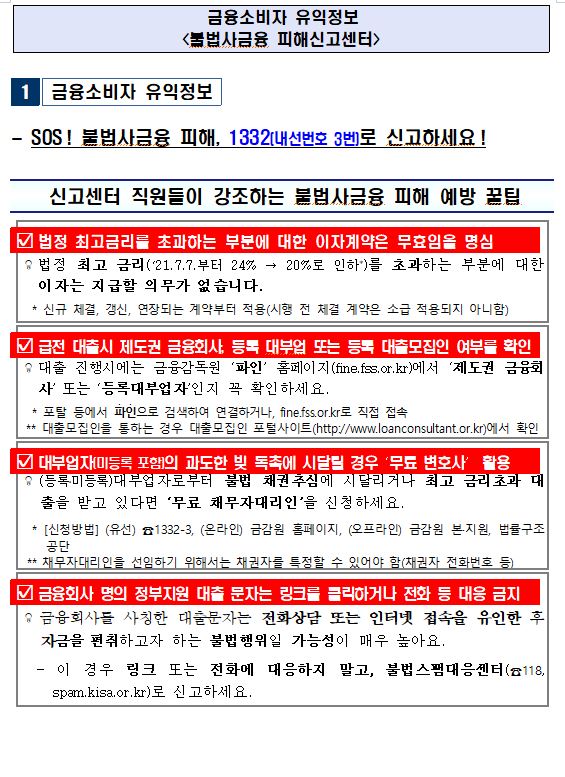 금융소비자 유익정보
<불법사금융 피해신고센터>
1 금융소비자 유익정보
- SOS! 불법사금융 피해, 1332(내선번호 3번)로 신고하세요!
신고센터 직원들이 강조하는 불법사금융 피해 예방 꿀팁
☑ 법정 최고금리를 초과하는 부분에 대한 이자계약은 무효임을 명심
법정 최고 금리('21.7.7.부터 24% → 20%로 인하*)를 초과하는 부분에 대한
이자는 지급할 의무가 없습니다.
* 신규 체결, 갱신, 연장되는 계약부터 적용(시행 전 체결 계약은 소급 적용되지 아니함)
☑ 급전 대출시 제도권 금융회사, 등록 대부업 또는 등록 대출모집인 여부를 확인
대출 진행시에는 금융감독원 '파인' 홈페이지(fine.fss.or.kr)에서 '제도권 금융회
사' 또는 '등록대부업자'인지 꼭 확인하세요.
* 포탈 등에서 파인으로 검색하여 연결하거나, fine.fss.or.kr로 직접 접속
** 대출모집인을 통하는 경우 대출모집인 포털사이트(http://www.loanconsultant.or.kr)에서 확인
☑ 대부업자(미등록 포함)의 과도한 빚 독촉에 시달릴 경우 '무료 변호사' 활용
(등록미등록)대부업자로부터 불법 채권추심에 시달리거나 최고 금리초과 대
출을 받고 있다면 '무료 채무자대리인'을 신청하세요.
* [신청방법] (유선) ☎1332-3, (온라인) 금감원 홈페이지, (오프라인) 금감원 본·지원, 법률구조
공단
** 채무자대리인을 선임하기 위해서는 채권자를 특정할 수 있어야 함(채권자 전화번호 등)
☑ 금융회사 명의 정부지원 대출 문자는 링크를 클릭하거나 전화 등 대응 금지
금융회사를 사칭한 대출문자는 전화상담 또는 인터넷 접속을 유인한 후
자금을 편취하고자 하는 불법행위일 가능성이 매우 높아요.
- 이 경우 링크 또는 전화에 대응하지 말고, 불법스팸대응센터(☎118,
spam.kisa.or.kr)로 신고하세요.